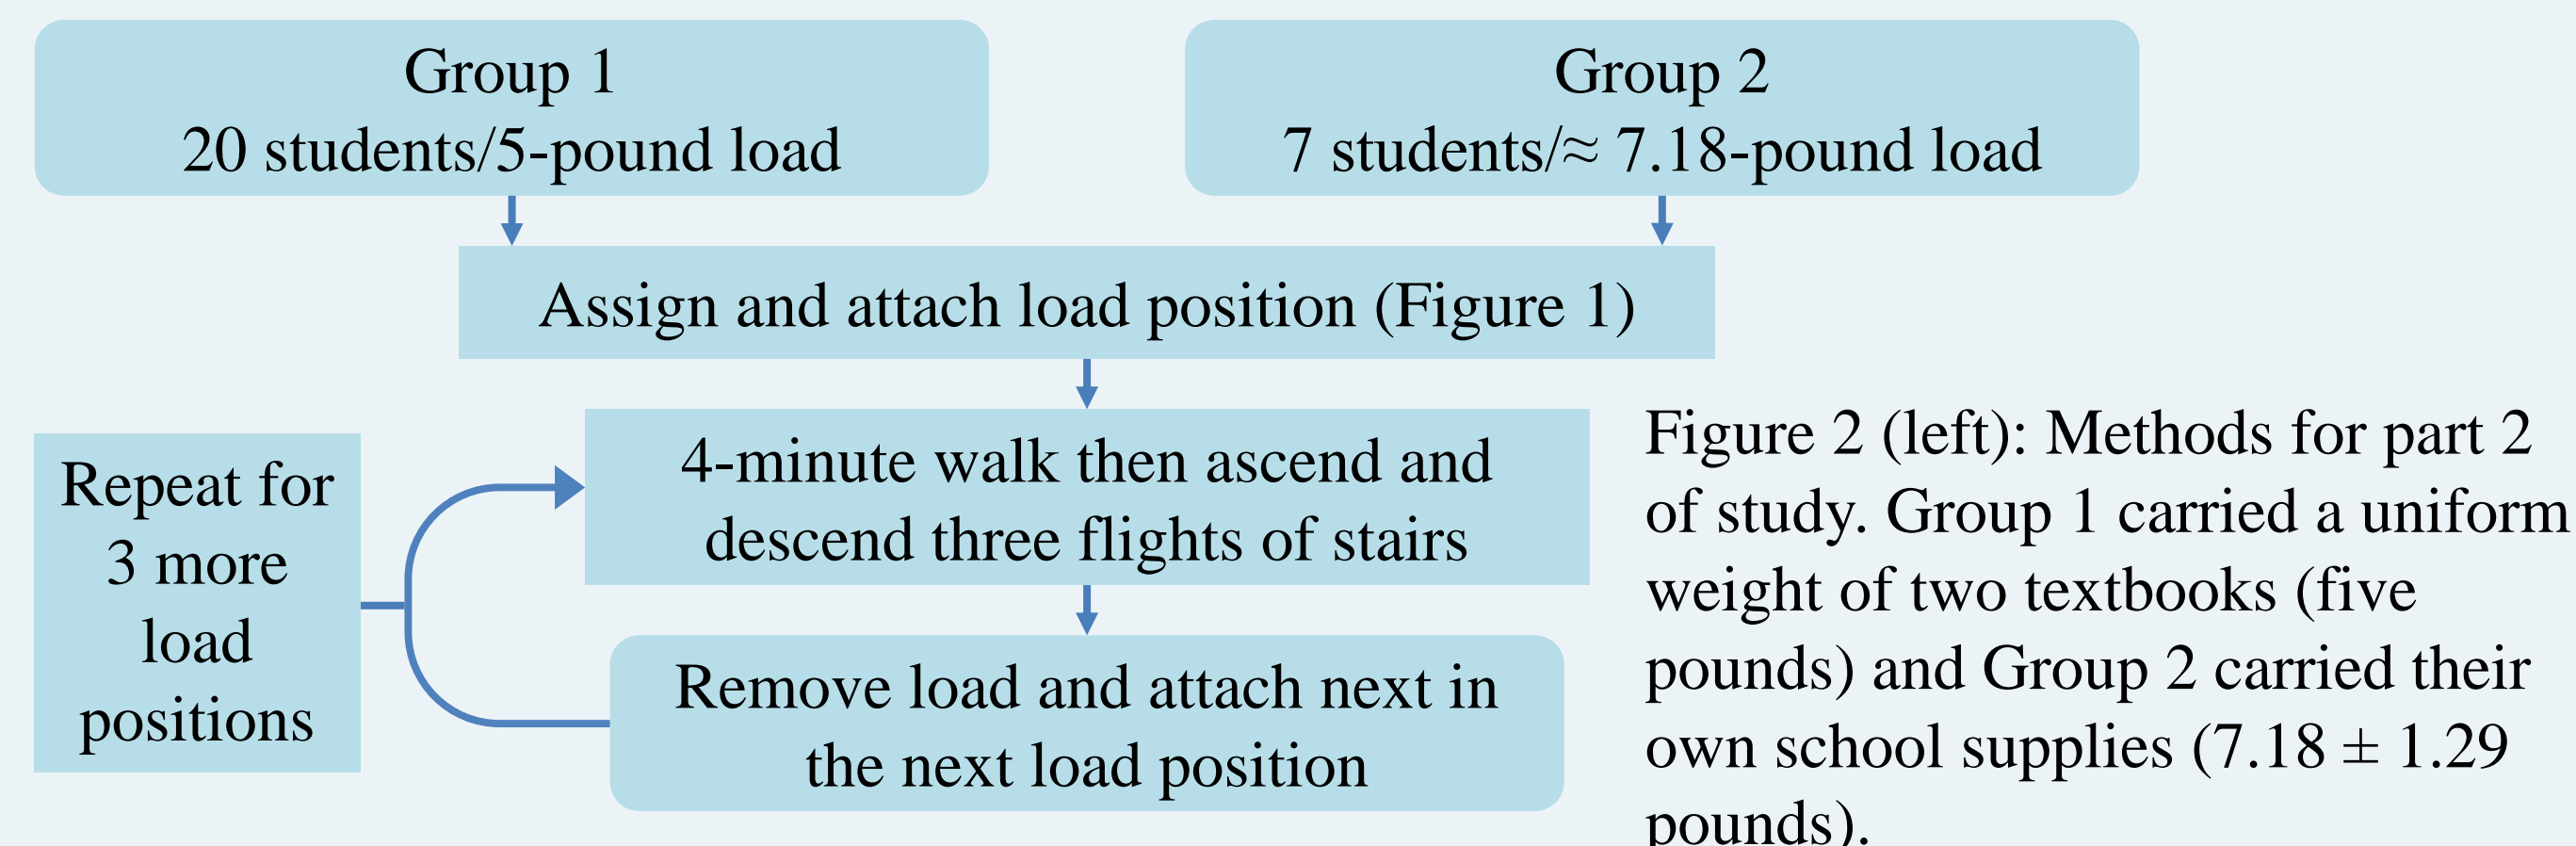 Group 1
20 students/5-pound load
Group 2
7 students/≈ 7.18-pound load
Assign and attach load position (Figure 1)
4-minute walk then ascend and
descend three flights of stairs
Remove load and attach next in
the next load position
Repeat for
3 more
load
positions
Figure 2 (left): Methods for part 2
of study. Group 1 carried a uniform
weight of two textbooks (five
pounds) and Group 2 carried their
own school supplies (7.18 ± 1.29
pounds).